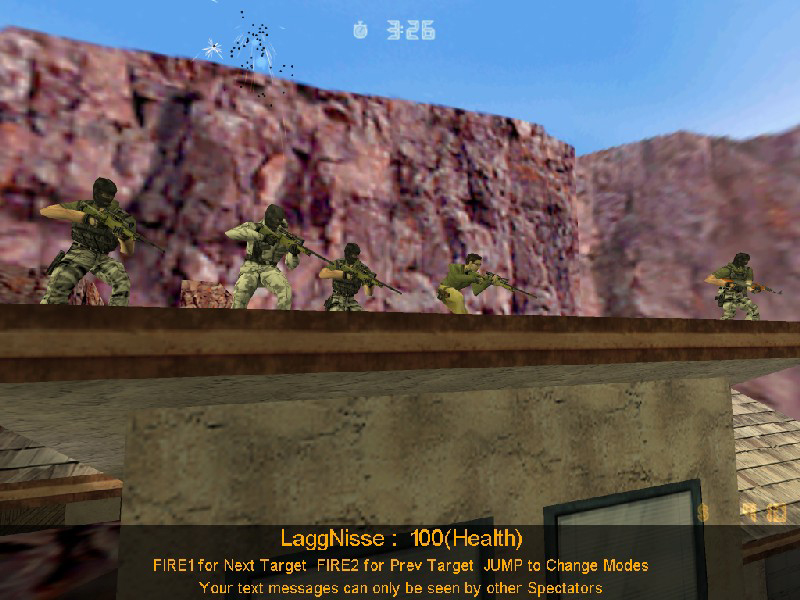 3:26
LaggNisse : 100(Health)
FIRE1 for Next Target FIRE2 for Prev Target JUMP to Change Modes
Your text messages can only be seen by other Spectators